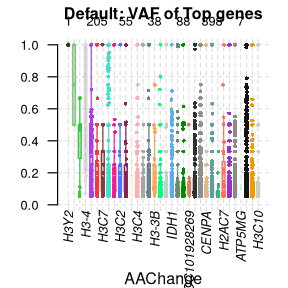 Default: VAF of Top genes
1 205 55 38 88 898 7
1.0
0.8
0.6
0.4
0.2
0.0
H3Y2 H3-4 H3C7 H3C2 H3C4 H3-3B IDH1 CENPA H2AC7 ATP5MG H3C10
AAChange